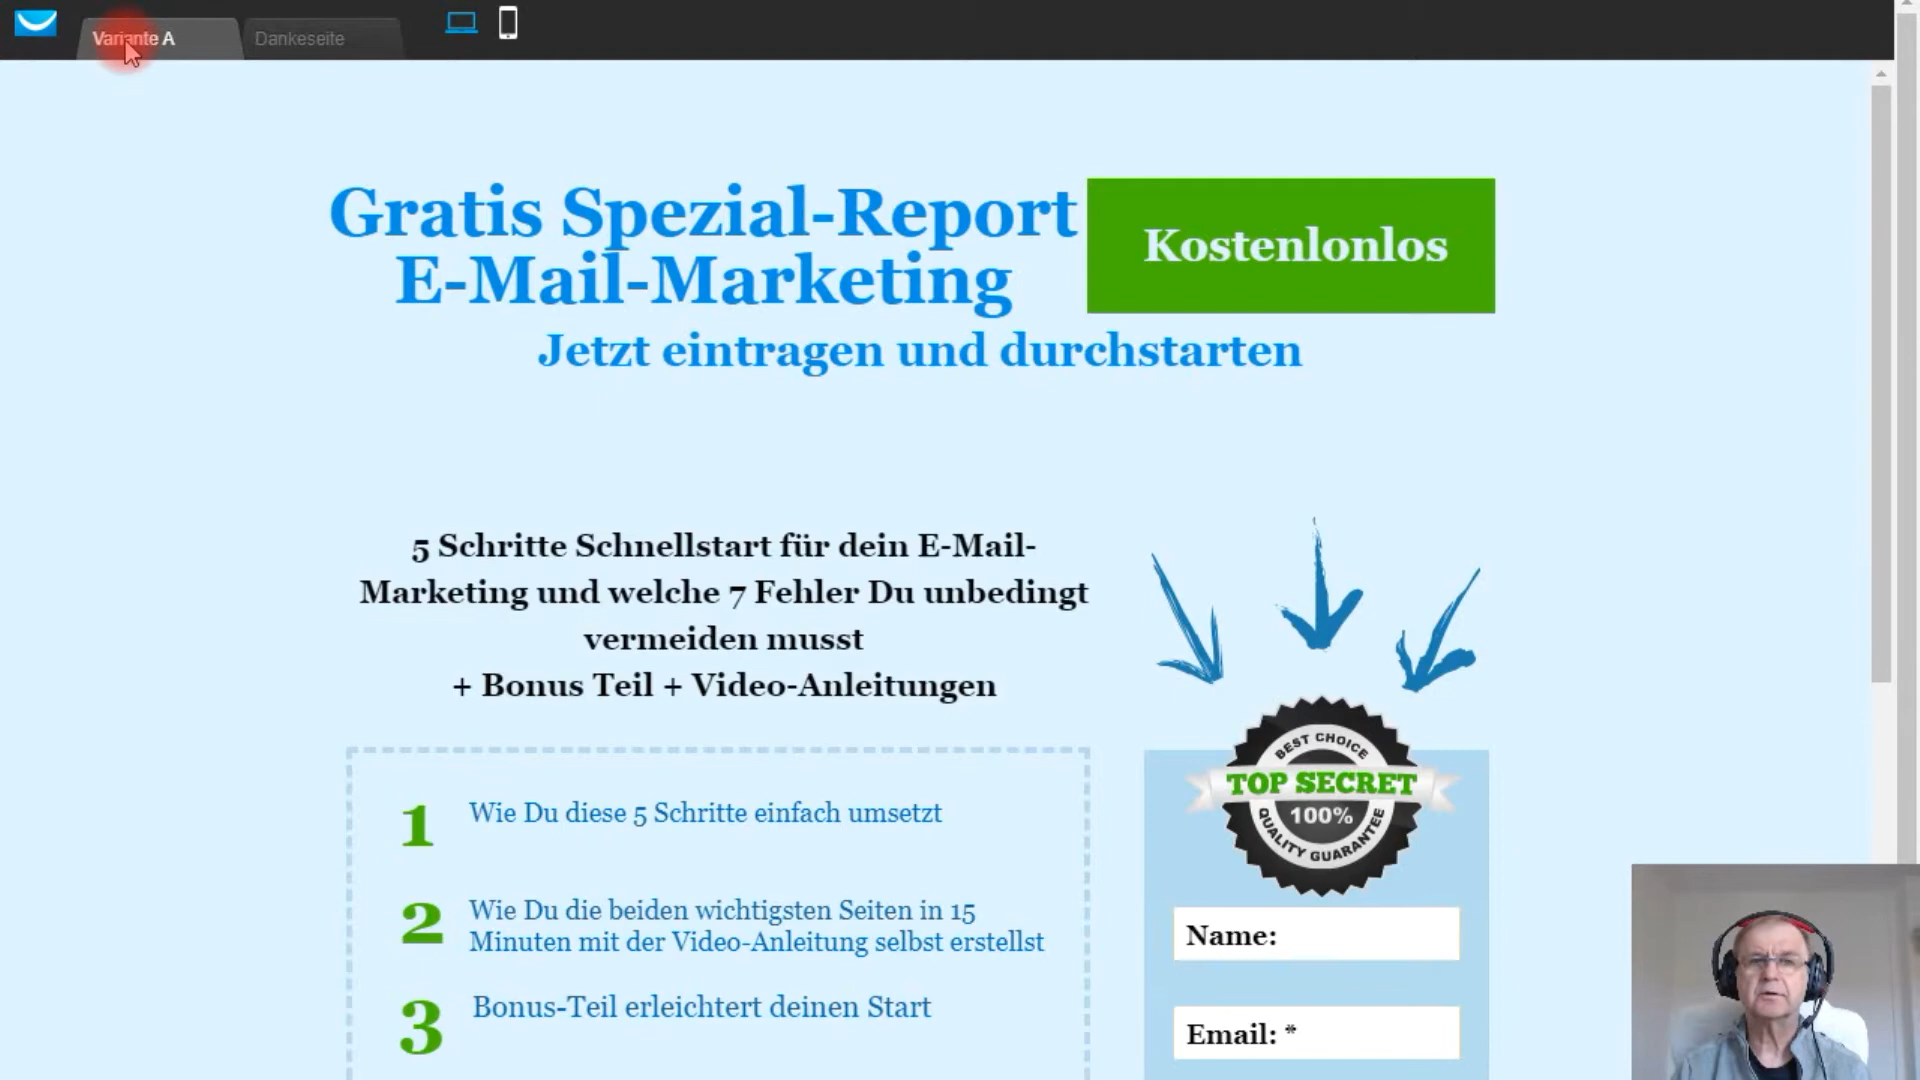 Variante A
Dankeseite
Gratis Spezial-Report
E-Mail-Marketing
Kostenlonlos
Jetzt eintragen und durchstarten
5 Schritte Schnellstart für dein E-Mail-
Marketing und welche 7 Fehler Du unbedingt
vermeiden musst
+ Bonus Teil + Video-Anleitungen
1 Wie Du diese 5 Schritte einfach umsetzt
2 Wie Du die beiden wichtigsten Seiten in 15
Minuten mit der Video-Anleitung selbst erstellst
3 Bonus-Teil erleichtert deinen Start
BEST CHOICE
TOP SECRET
100%
QUALITY GUARANTEE
Name:
Email: *